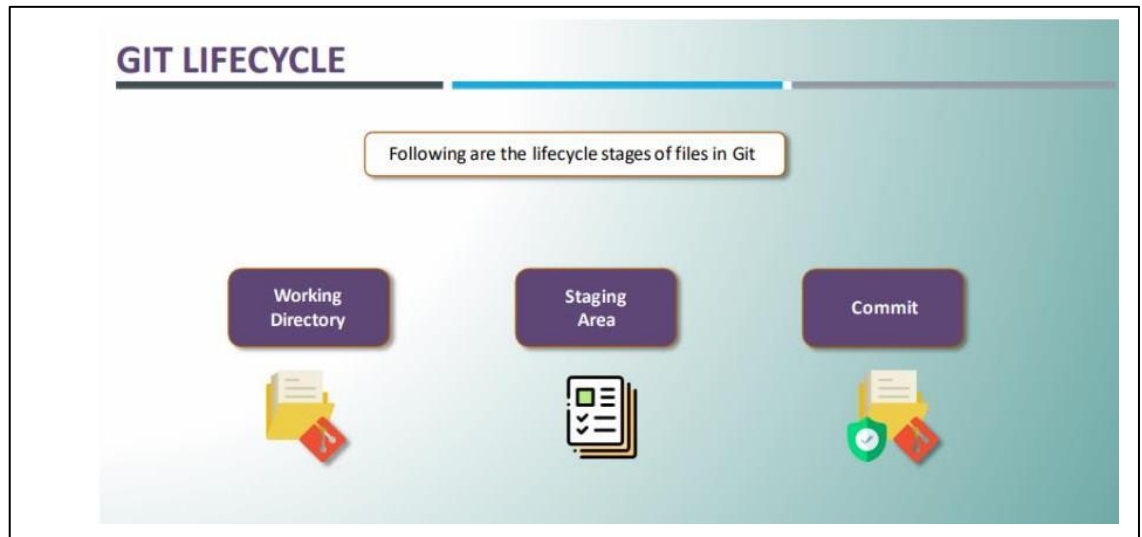 GIT LIFECYCLE
Following are the lifecycle stages of files in Git
Working
Directory
Staging
Area
Commit